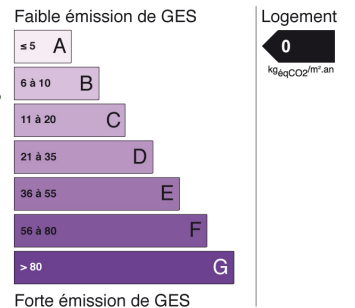 Faible émission de GES
Logement
≤ 5 A
0
kgéqCO2/m².an
6 à 10 B
11 à 20 C
21 à 35 D
36 à 55 E
56 à 80 F
> 80 G
Forte émission de GES